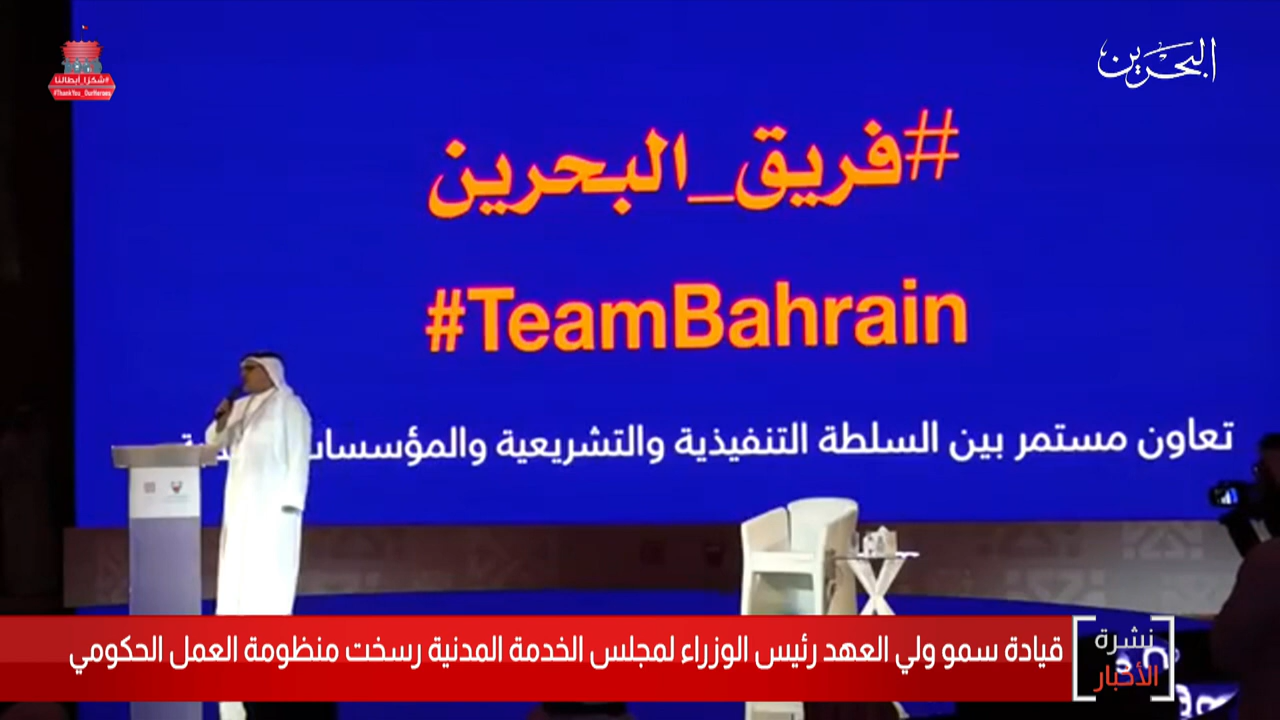 البحرين
#شكرا_أبطالنا
#ThankYou_OurHeroes
#فريق_البحرين
#TeamBahrain
تعاون مستمر بين السلطة التنفيذية والتشريعية والمؤسسات
قيادة سمو ولي العهد رئيس الوزراء لمجلس الخدمة المدنية رسخت منظومة العمل الحكومي
نشرة
الأخبار